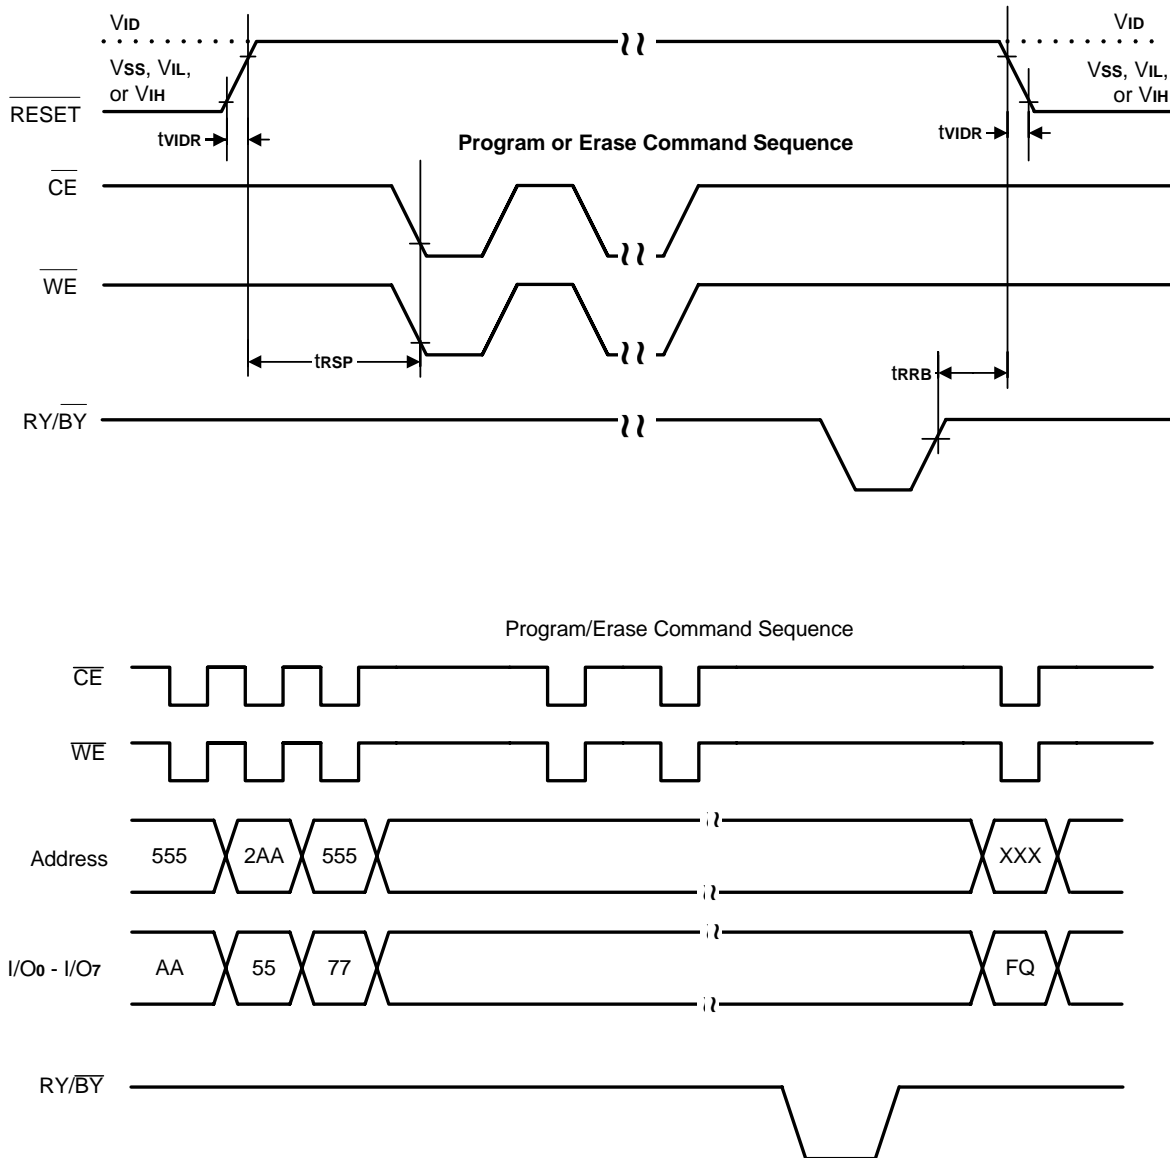 VID
VID
VSS, VIL,
or VIH
VSS, VIL,
or VIH
RESET
tVIDR
tVIDR
Program or Erase Command Sequence
CE
WE
tRSP
tRRB
RY/BY
Program/Erase Command Sequence
CE
WE
Address
555
2AA
555
XXX
I/O0 - I/O7
AA
55
77
FQ
RY/BY